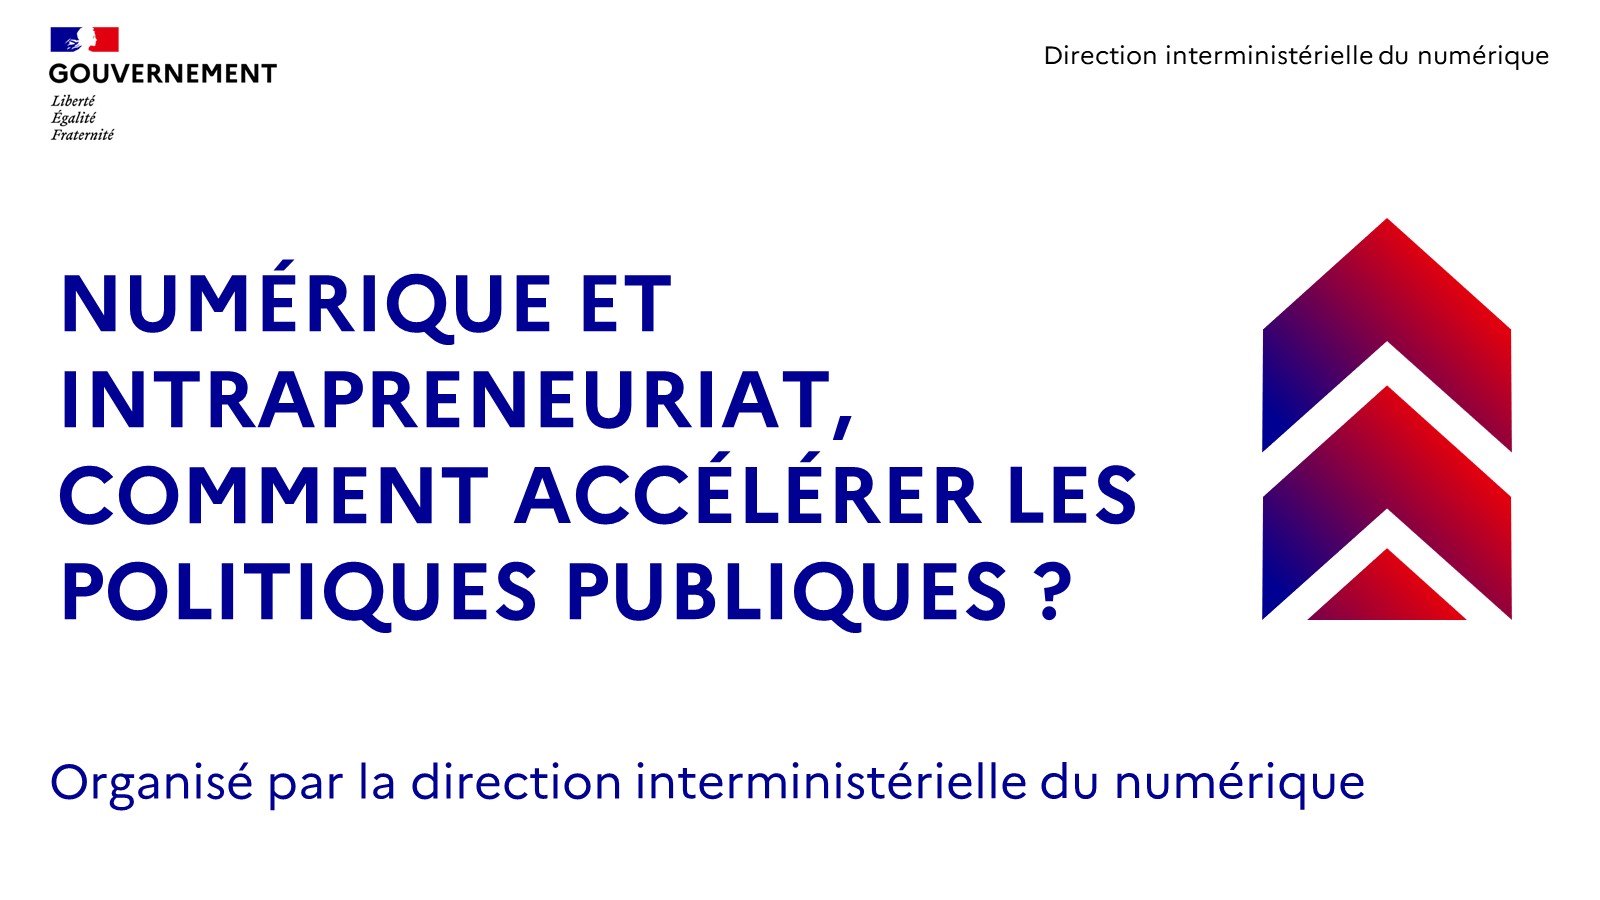 GOUVERNEMENT
Liberté
Égalité
Fraternité
Direction interministérielle du numérique
NUMÉRIQUE ET
INTRAPRENEURIAT,
COMMENT ACCÉLÉRER LES
POLITIQUES PUBLIQUES ?
Organisé par la direction interministérielle du numérique